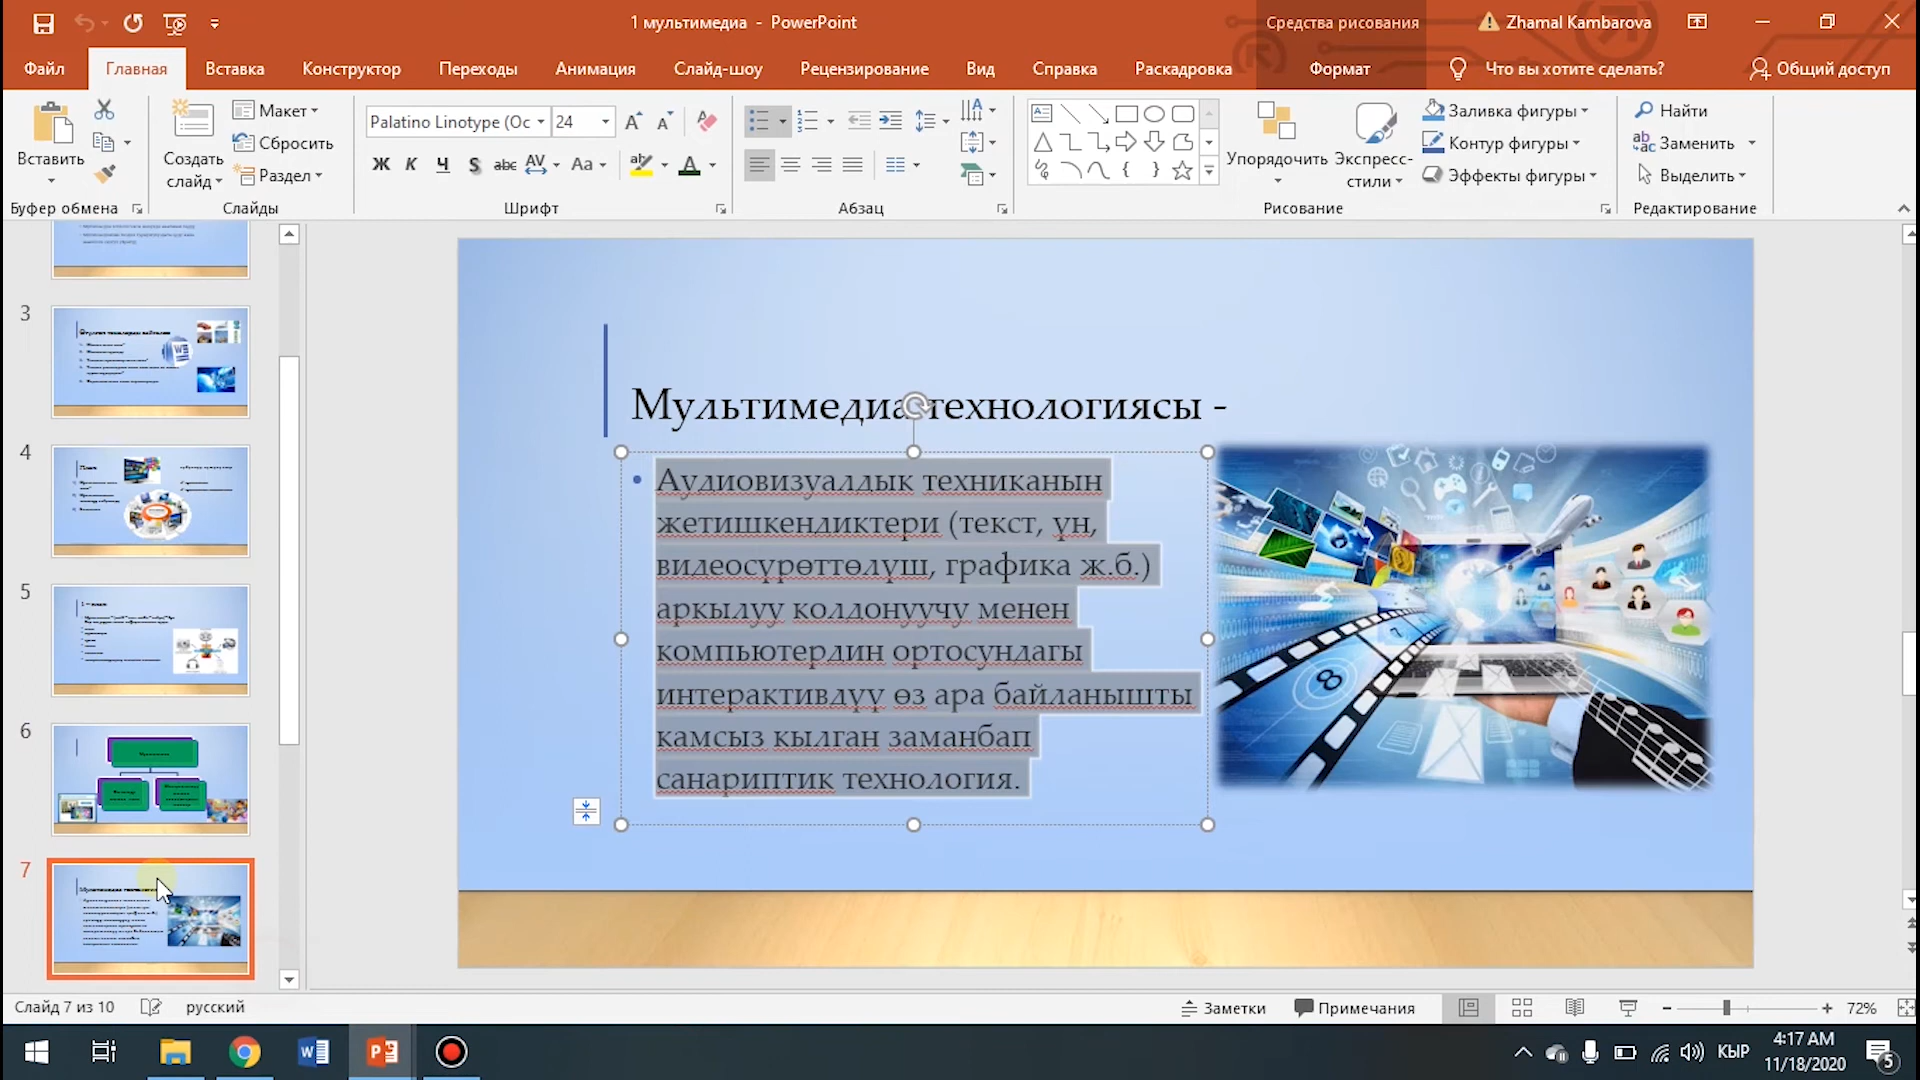 1 мультимедиа - PowerPoint
Средства рисования
Zhamal Kambarova
Файл
Главная
Вставка
Конструктор
Переходы
Анимация
Слайд-шоу
Рецензирование
Вид
Справка
Раскадровка
Формат
Что вы хотите сделать?
Общий доступ
Вставить
Создать слайд
Макет
Сбросить
Раздел
Palatino Linotype (Ос
24
Ж К Ч S abc AV Aa
Упорядочить
Экспресс-стили
Заливка фигуры
Контур фигуры
Эффекты фигуры
Найти
Заменить
Выделить
Буфер обмена
Слайды
Шрифт
Абзац
Рисование
Редактирование
3
4
5
6
7
Мультимедиа технологиясы -
Аудиовизуалдык техниканын
жетишкендиктери (текст, үн,
видеосүрөттөлүш, графика ж.б.)
аркылуу колдонуучу менен
компьютердин ортосундагы
интерактивдүү өз ара байланышты
камсыз кылган заманбап
санариптик технология.
Слайд 7 из 10
русский
Заметки
Примечания
72%
КЫР
4:17 AM
11/18/2020
5